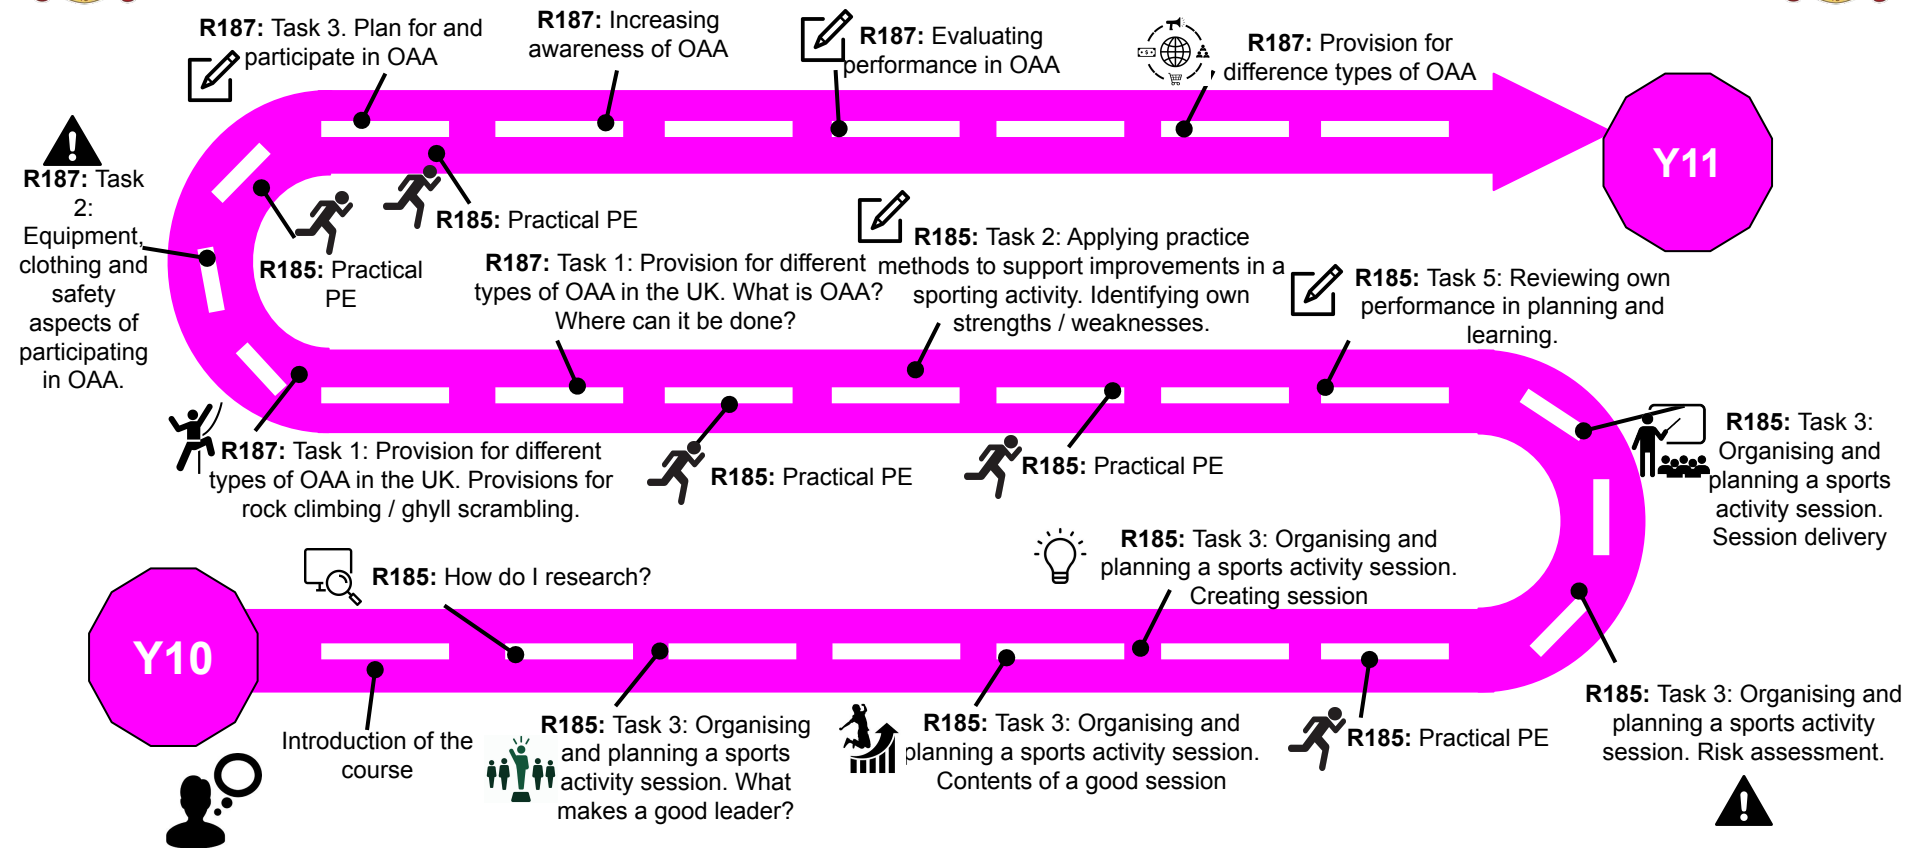 R187: Task 3. Plan for and
participate in OAA
R187: Increasing
awareness of OAA
R187: Evaluating
performance in OAA
R187: Provision for
difference types of OAA
Y11
R187: Task
2:
Equipment,
clothing and
safety
aspects of
participating
in OAA.
R185: Practical
PE
R185: Practical PE
R187: Task 1: Provision for different
types of OAA in the UK. What is OAA?
Where can it be done?
R185: Task 2: Applying practice
methods to support improvements in a
sporting activity. Identifying own
strengths / weaknesses.
R185: Task 5: Reviewing own
performance in planning and
learning.
R187: Task 1: Provision for different
types of OAA in the UK. Provisions for
rock climbing / ghyll scrambling.
R185: Practical PE
R185: Practical PE
R185: Task 3:
Organising and
planning a sports
activity session.
Session delivery
R185: How do I research?
R185: Task 3: Organising and
planning a sports activity session.
Creating session
Y10
Introduction of the
course
R185: Task 3: Organising
and planning a sports
activity session. What
makes a good leader?
R185: Task 3: Organising and
planning a sports activity session.
Contents of a good session
R185: Practical PE
R185: Task 3: Organising and
planning a sports activity
session. Risk assessment.